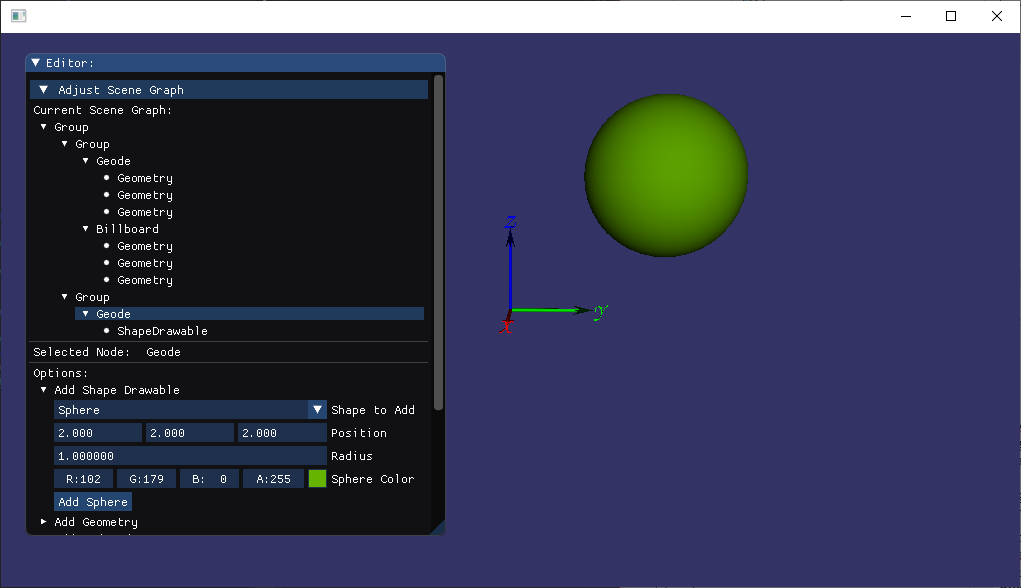 Editor:
Adjust Scene Graph
Current Scene Graph:
Group
Group
Geode
Geometry
Geometry
Geometry
Billboard
Geometry
Geometry
Geometry
Group
Geode
ShapeDrawable
Selected Node: Geode
Options:
Add Shape Drawable
Sphere Shape to Add
2.000 2.000 2.000 Position
1.000000 Radius
R:102 G:179 B: 0 A:255 Sphere Color
Add Sphere
Add Geometry
z
y
x